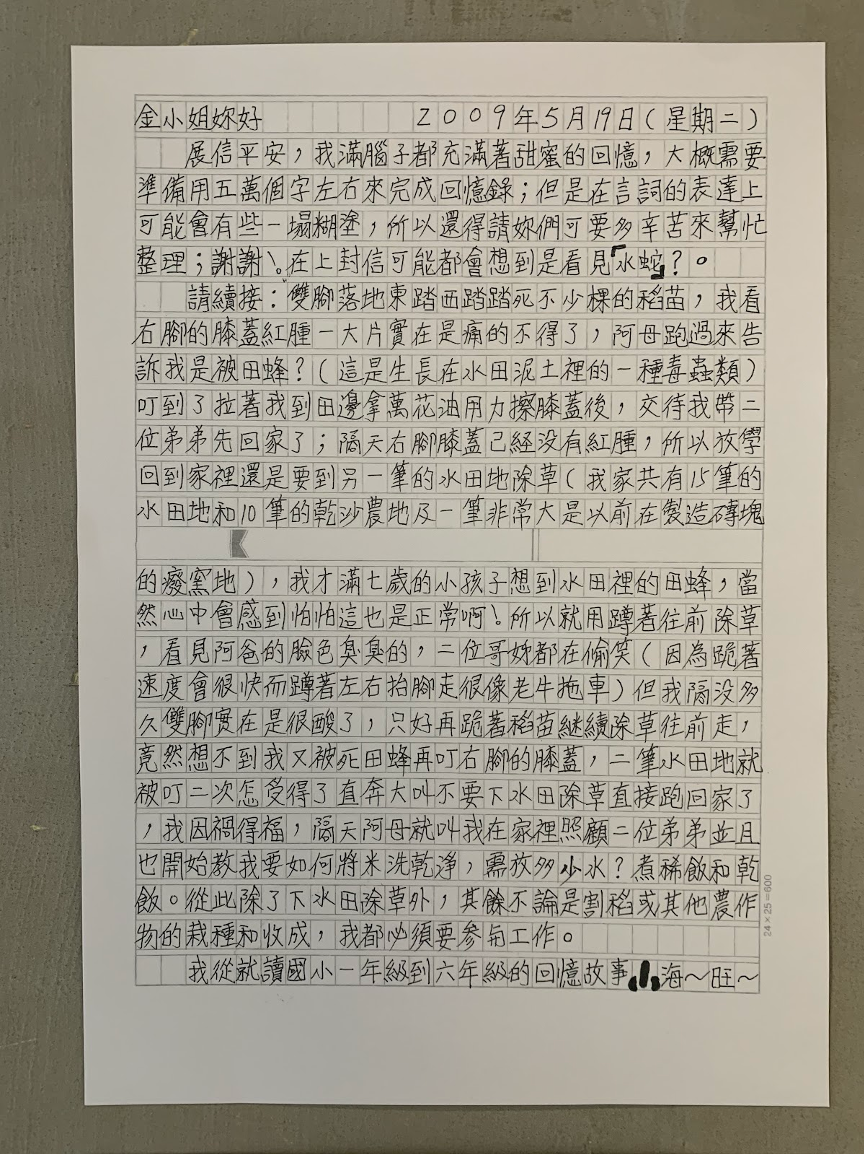 金小姐妳好 2009年5月19日(星期二)
展信平安，我滿腦子都充滿著甜蜜的回憶，大概需要
準備用五萬個字左右來完成回憶錄；但是在言詞的表達上
可能會有些一塌糊塗，所以還得請妳們可要多辛苦來幫忙
整理；謝謝！。在上封信可能都會想到是看見「水蛇」？。
請續接：雙腳落地東踏西踏踏死不少棵的稻苗，我看
右腳的膝蓋紅腫一大片實在是痛的不得了，阿母跑過來告
訴我是被田蜂？(這是生長在水田泥土裡的一種毒蟲類)
叮到了拉著我到田邊拿萬花油用力擦膝蓋後，交待我帶二
位弟弟先回家了；隔天右腳膝蓋已經没有紅腫，所以放學
回到家裡還是要到另一筆的水田地除草(我家共有15筆的
水田地和10筆的乾沙農地及一筆非常大是以前在製造磚塊
的癈窯地)，我才滿七歲的小孩子想到水田裡的田蜂，當
然心中會感到怕怕這也是正常啊！所以就用蹲著往前除草
，看見阿爸的臉色臭臭的，二位哥姊都在偷笑(因為跪著
速度會很快而蹲著左右抬腳走很像老牛拖車)但我隔没多
久雙腳實在是很酸了，只好再跪著稻苗継續除草往前走，
竟然想不到我又被死田蜂再叮右腳的膝蓋，二筆水田地就
被叮二次怎受得了直奔大叫不要下水田除草直接跑回家了
，我因禍得福，隔天阿母就叫我在家裡照顧二位弟弟並且
也開始教我要如何將米洗乾淨，需放多少水？煮稀飯和乾
飯。從此除了下水田除草外，其餘不論是割稻或其他農作
物的栽種和收成，我都必須要參與工作。
我從就讀國小一年級到六年級的回憶故事小海～旺～
24×25=600